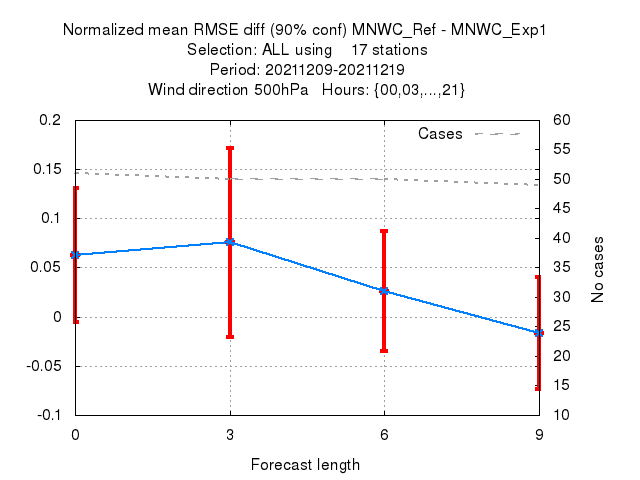 Normalized mean RMSE diff (90% conf) MNWC_Ref - MNWC_Exp1
Selection: ALL using    17 stations
Period: 20211209-20211219
Wind direction 500hPa   Hours: {00,03,...,21}
Cases
0.2
0.15
0.1
0.05
0
-0.05
-0.1
60
55
50
45
40
35
30
25
20
15
10
No cases
0 3 6 9
Forecast length